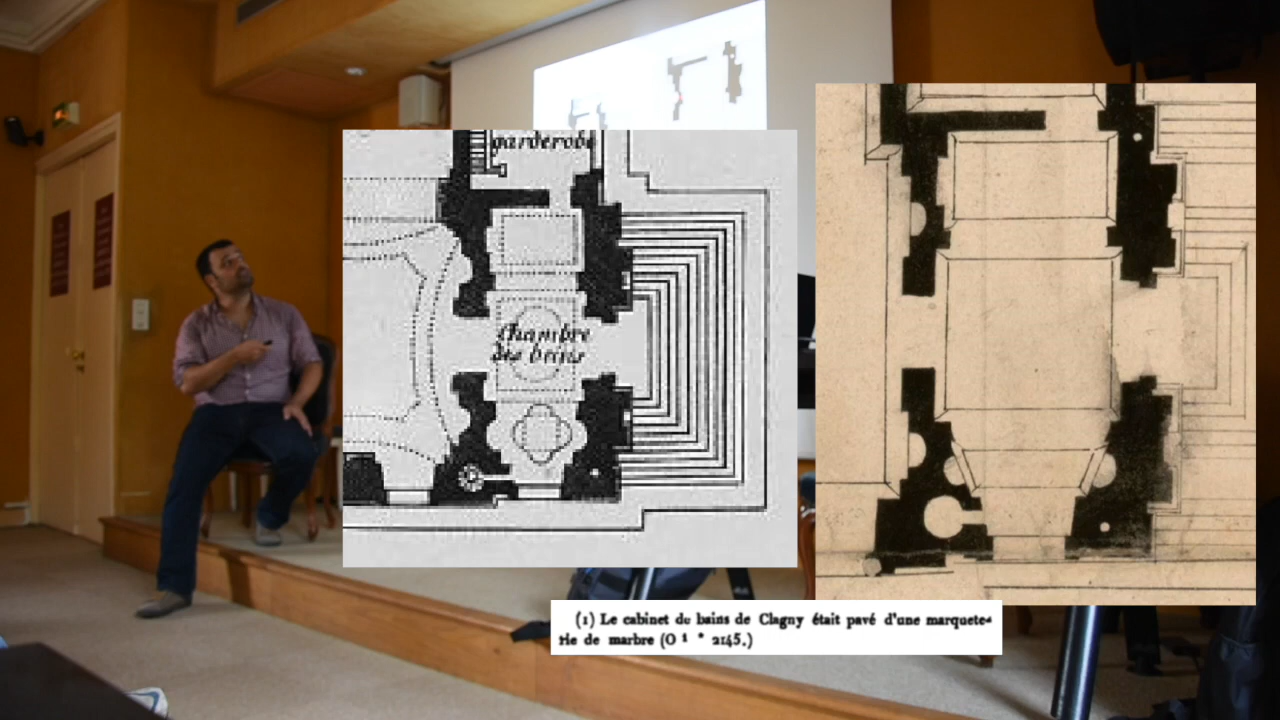 garderobe
Chambre
des bains
(1) Le cabinet de bains de Clagny était pavé d'une marquete-
rie de marbre (O 1 * 2145.)